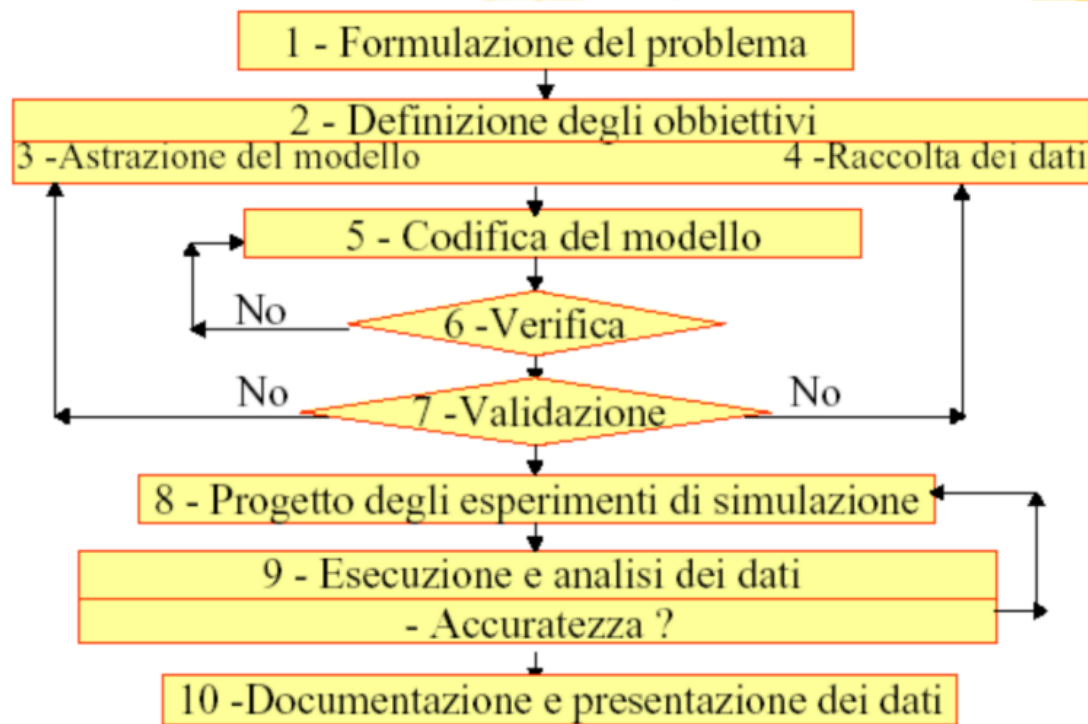 1 - Formulazione del problema
2 - Definizione degli obbiettivi
3 -Astrazione del modello
4 -Raccolta dei dati
5 - Codifica del modello
No
6 -Verifica
No
7 -Validazione
No
8 - Progetto degli esperimenti di simulazione
9 - Esecuzione e analisi dei dati
- Accuratezza ?
10 -Documentazione e presentazione dei dati